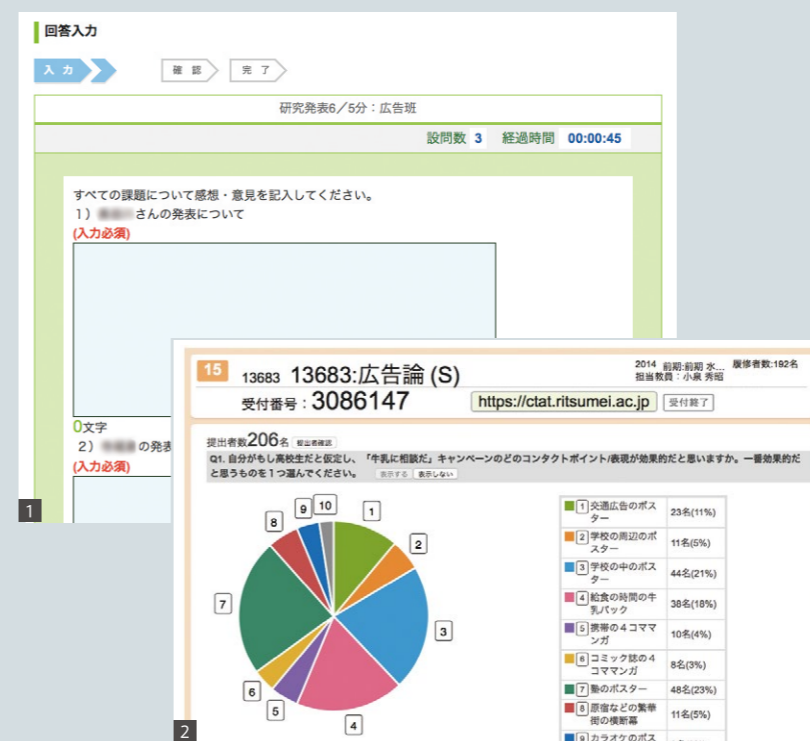 回答入力
入 力
確 認
完 了
研究発表6／5分：広告班
設問数 3 経過時間 00:00:45
すべての課題について感想・意見を記入してください。
1）
さんの発表について
(入力必須)
0文字
2）
の発表
(入力必須)
1
15
13683 13683:広告論 (S)
2014 前期:前期 水... 履修者数:192名
担当教員：小泉 秀昭
受付番号：3086147
https://ctat.ritsumei.ac.jp
受付終了
提出者数206名 提出者確認
Q1. 自分がもし高校生だと仮定し、「牛乳に相談だ」キャンペーンのどのコンタクトポイント/表現が効果的だと思いますか。一番効果的だ
と思うものを１つ選んでください。 表示する 表示しない
1
2
3
4
5
6
7
8
9
10
1 交通広告のポス
ター
23名(11%)
2 学校の周辺のポ
スター
11名(5%)
3 学校の中のポス
ター
44名(21%)
4 給食の時間の牛
乳パック
38名(18%)
5 携帯の４コママ
ンガ
10名(4%)
6 コミック誌の４
コママンガ
8名(3%)
7 塾のポスター
48名(23%)
8 原宿などの繁華
街の横断幕
11名(5%)
9 カラオケのポス
2